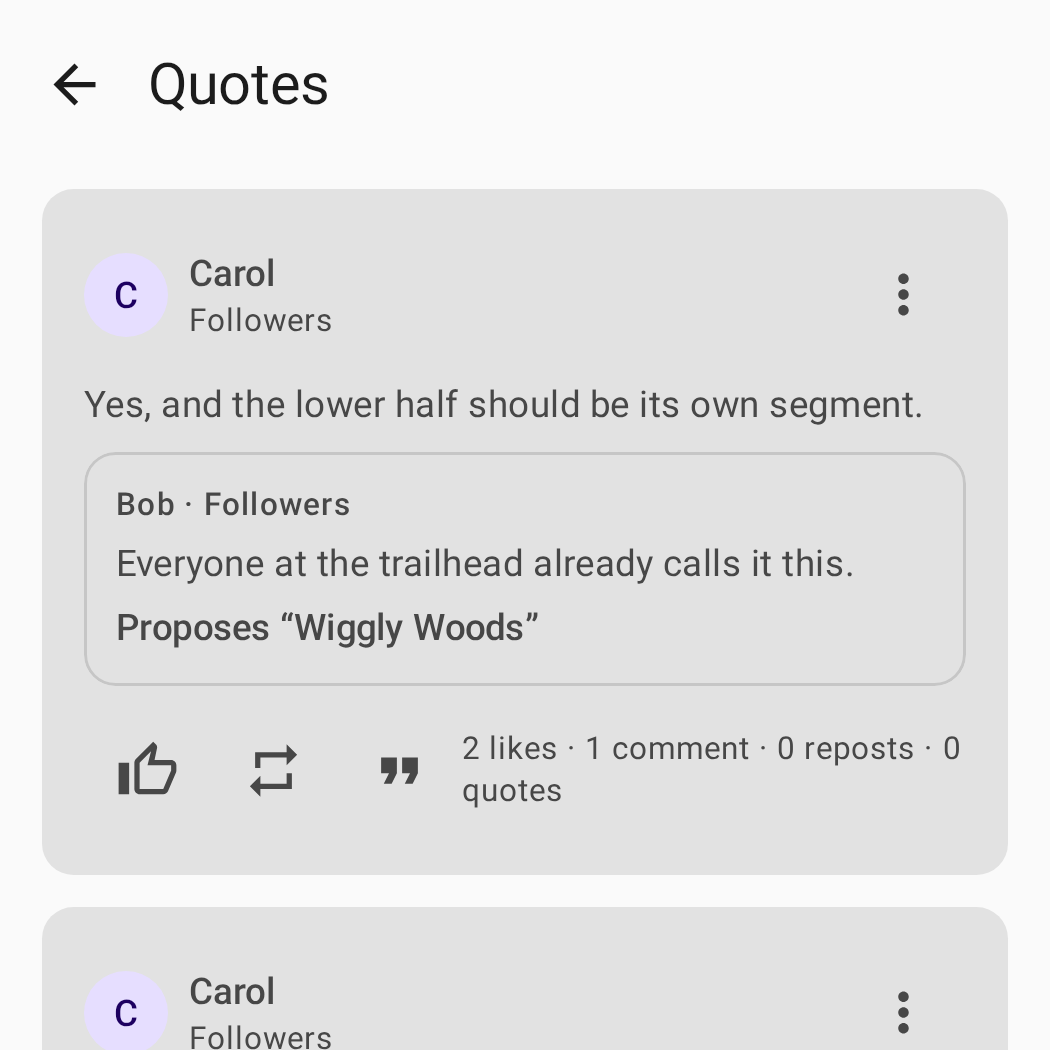 Quotes
C
Carol
Followers
Yes, and the lower half should be its own segment.
Bob · Followers
Everyone at the trailhead already calls it this.
Proposes “Wiggly Woods”
2 likes · 1 comment · 0 reposts · 0
quotes
C
Carol
Followers